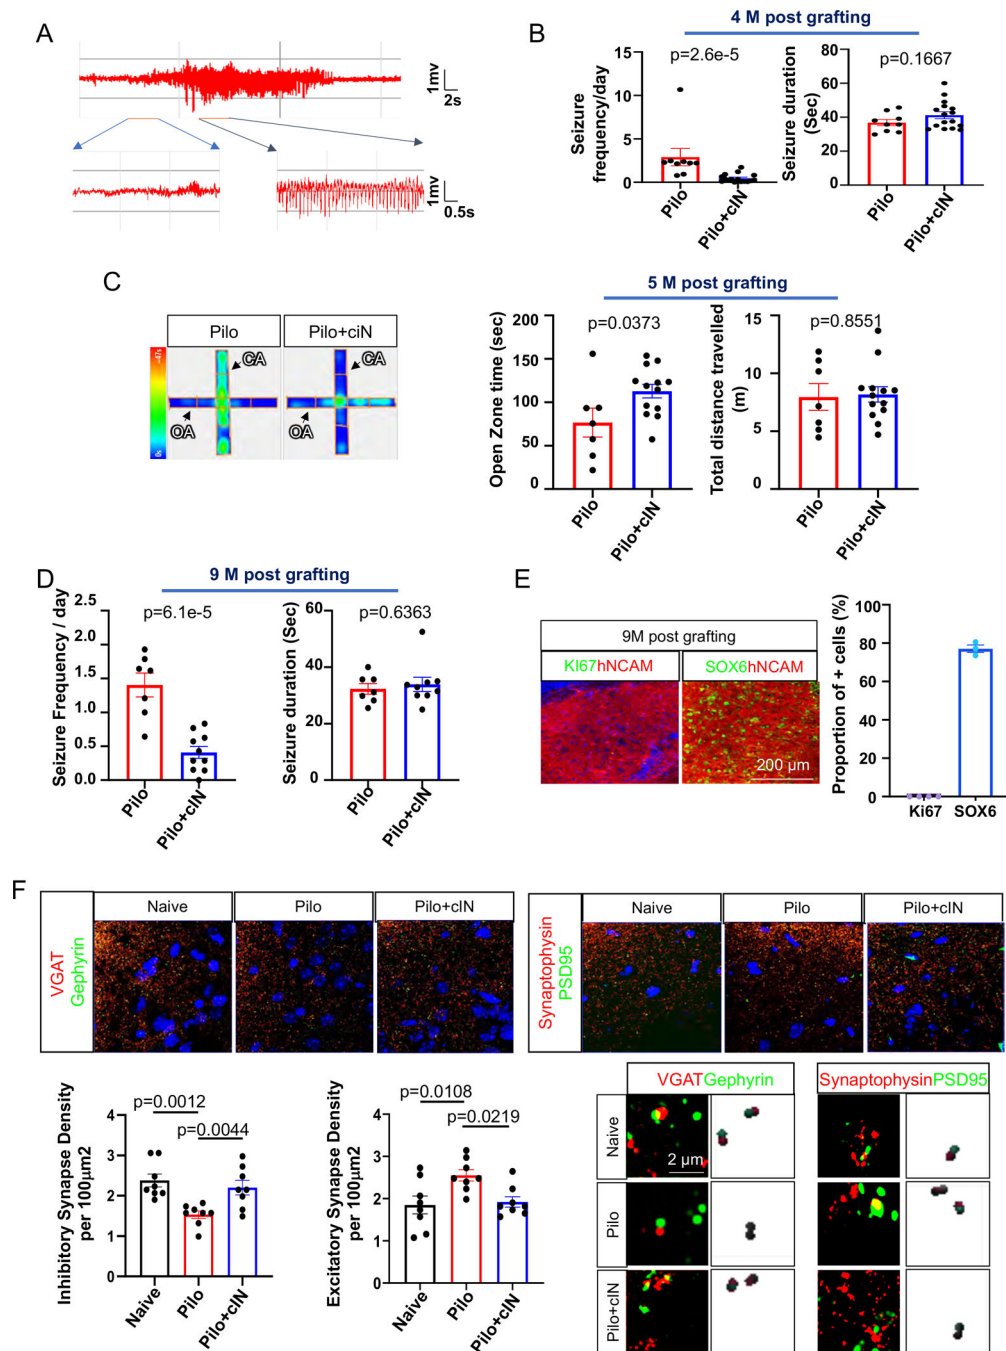 A
1mv
2s
1mv
0.5s
B
4 M post grafting
Seizure
frequency/day
15
10
5
0
p=2.6e-5
Pilo
Pilo+cIN
Seizure duration
(Sec)
80
60
40
20
0
p=0.1667
Pilo
Pilo+cIN
C
Pilo
Pilo+ciN
CA
CA
OA
OA
0s
5 M post grafting
Open Zone time (sec)
200
150
100
50
0
p=0.0373
Pilo
Pilo+cIN
Total distance travelled
(m)
15
10
5
0
p=0.8551
Pilo
Pilo+cIN
D
9 M post grafting
Seizure Frequency / day
2.5
2.0
1.5
1.0
0.5
0.0
p=6.1e-5
Pilo
Pilo+cIN
Seizure duration (Sec)
60
40
20
0
p=0.6363
Pilo
Pilo+cIN
E
9M post grafting
KI67hNCAM
SOX6hNCAM
200 µm
Proportion of + cells (%)
100
80
60
40
20
0
Ki67
SOX6
F
VGAT
Gephyrin
Naive
Pilo
Pilo+cIN
Synaptophysin
PSD95
Naive
Pilo
Pilo+cIN
Inhibitory Synapse Density
per 100µm2
4
3
2
1
0
p=0.0012
p=0.0044
Naive
Pilo
Pilo+cIN
Excitatory Synapse Density
per 100µm2
4
3
2
1
0
p=0.0108
p=0.0219
Naive
Pilo
Pilo+cIN
VGATGephyrin
SynaptophysinPSD95
Naive
2 µm
Pilo
Pilo+cIN